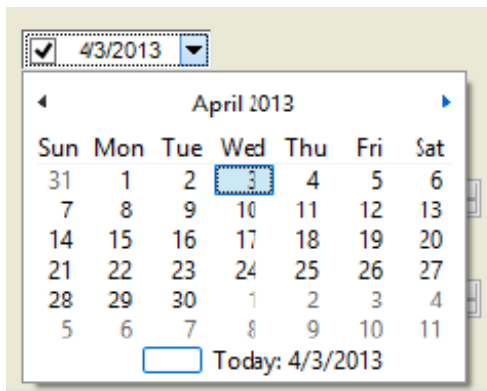 4/3/2013
April 2013
Sun Mon Tue Wed Thu Fri Sat
31 1 2 3 4 5 6
7 8 9 10 11 12 13
14 15 16 17 18 19 20
21 22 23 24 25 26 27
28 29 30 1 2 3 4
5 6 7 8 9 10 11
Today: 4/3/2013